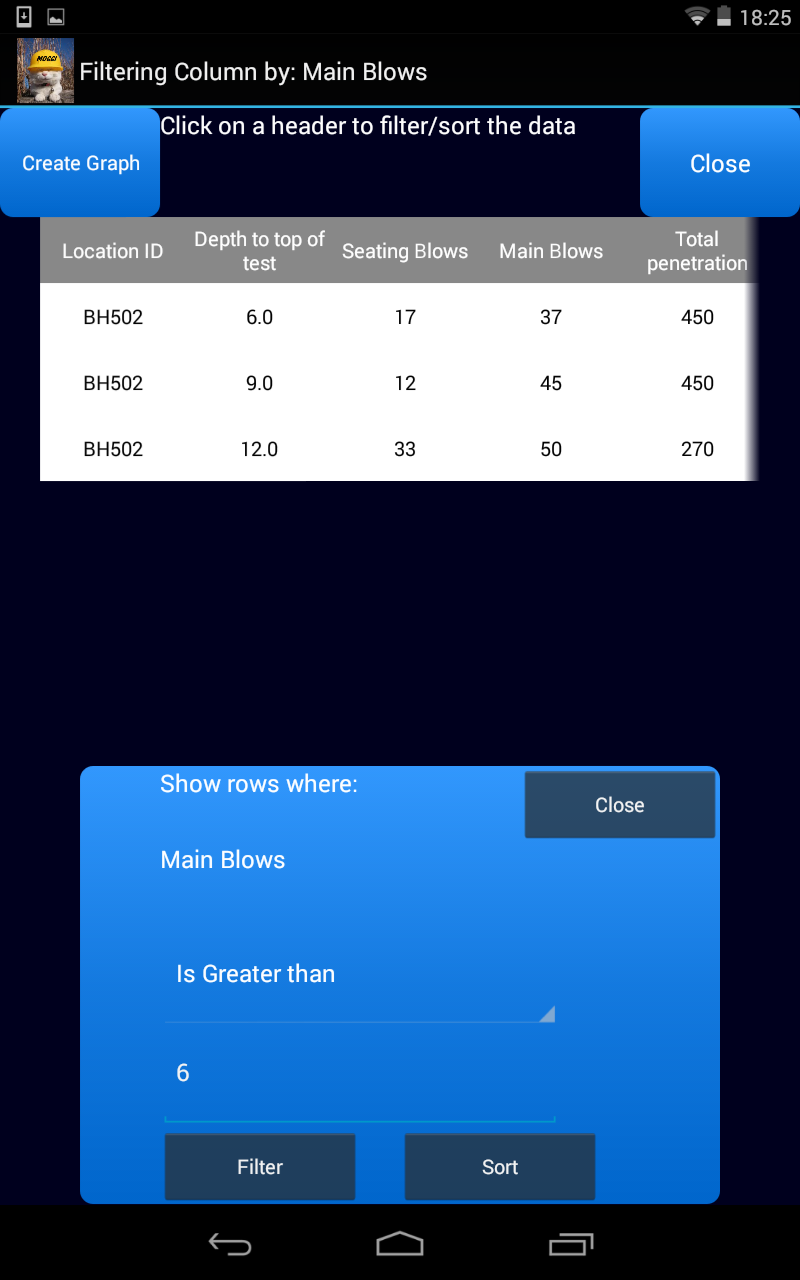 18:25
MOGGI
Filtering Column by: Main Blows
Create Graph
Click on a header to filter/sort the data
Close
Location ID
Depth to top of
test
Seating Blows
Main Blows
Total
penetration
BH502 6.0 17 37 450
BH502 9.0 12 45 450
BH502 12.0 33 50 270
Show rows where:
Close
Main Blows
Is Greater than
6
Filter
Sort